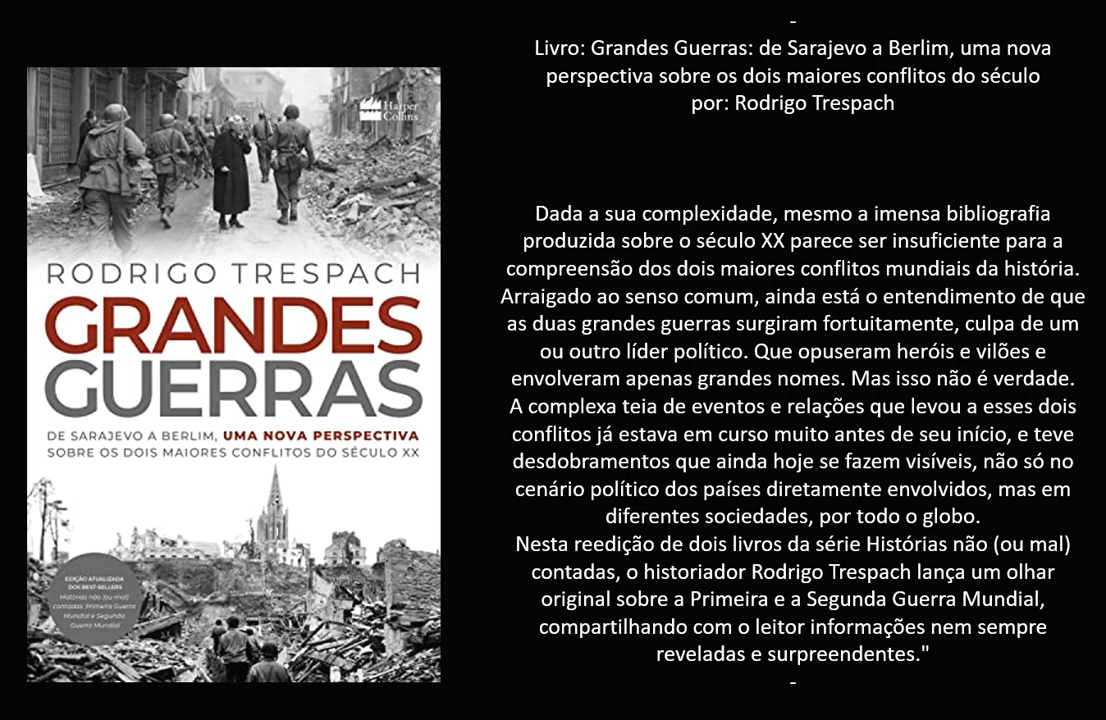 Harper
Collins
RODRIGO TRESPACH
GRANDES
GUERRAS
DE SARAJEVO A BERLIM, UMA NOVA PERSPECTIVA
SOBRE OS DOIS MAIORES CONFLITOS DO SÉCULO XX
EDIÇÃO ATUALIZADA
DOS BEST-SELLERS
Histórias não (ou mal)
contadas: Primeira Guerra
Mundial e Segunda
Guerra Mundial
-
Livro: Grandes Guerras: de Sarajevo a Berlim, uma nova
perspectiva sobre os dois maiores conflitos do século
por: Rodrigo Trespach
Dada a sua complexidade, mesmo a imensa bibliografia
produzida sobre o século XX parece ser insuficiente para a
compreensão dos dois maiores conflitos mundiais da história.
Arraigado ao senso comum, ainda está o entendimento de que
as duas grandes guerras surgiram fortuitamente, culpa de um
ou outro líder político. Que opuseram heróis e vilões e
envolveram apenas grandes nomes. Mas isso não é verdade.
A complexa teia de eventos e relações que levou a esses dois
conflitos já estava em curso muito antes de seu início, e teve
desdobramentos que ainda hoje se fazem visíveis, não só no
cenário político dos países diretamente envolvidos, mas em
diferentes sociedades, por todo o globo.
Nesta reedição de dois livros da série Histórias não (ou mal)
contadas, o historiador Rodrigo Trespach lança um olhar
original sobre a Primeira e a Segunda Guerra Mundial,
compartilhando com o leitor informações nem sempre
reveladas e surpreendentes."
-